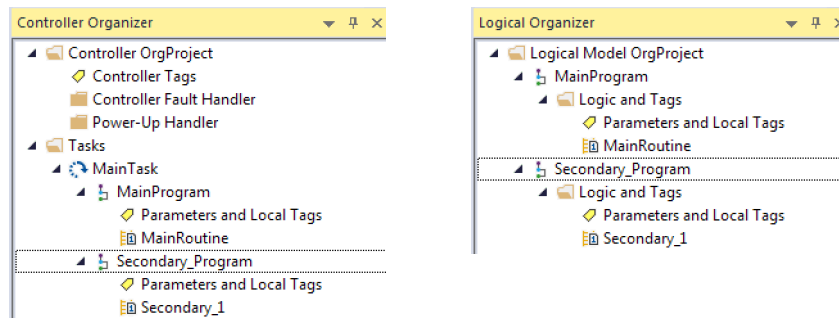 Controller Organizer
Controller OrgProject
Controller Tags
Controller Fault Handler
Power-Up Handler
Tasks
MainTask
MainProgram
Parameters and Local Tags
MainRoutine
Secondary_Program
Parameters and Local Tags
Secondary_1
Logical Organizer
Logical Model OrgProject
MainProgram
Logic and Tags
Parameters and Local Tags
MainRoutine
Secondary_Program
Logic and Tags
Parameters and Local Tags
Secondary_1